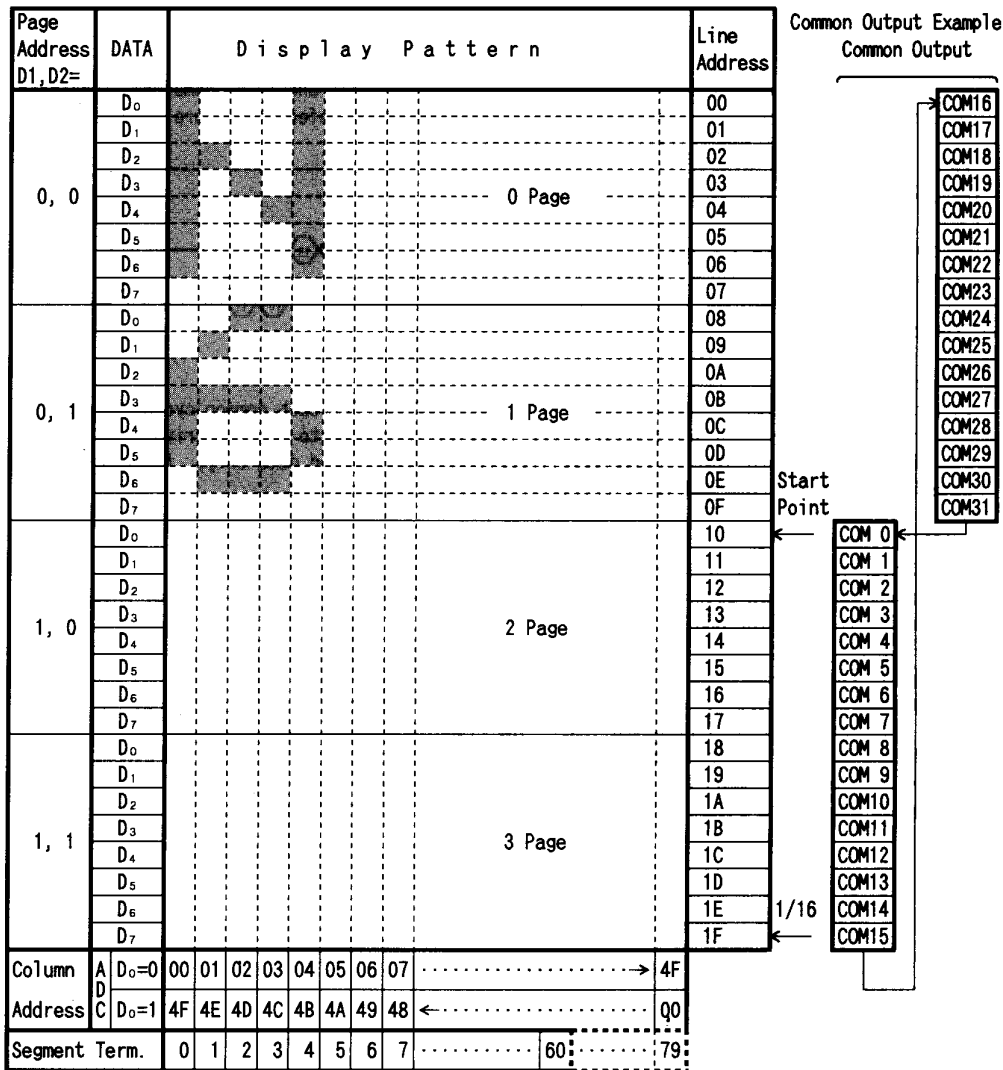 Page Address D1,D2= DATA Display Pattern Line Address Common Output Example Common Output
D0 00 COM16
D1 01 COM17
D2 02 COM18
0, 0 D3 0 Page 03 COM19
D4 04 COM20
D5 05 COM21
D6 06 COM22
D7 07 COM23
D0 08 COM24
D1 09 COM25
D2 0A COM26
D3 0B COM27
0, 1 D4 1 Page 0C COM28
D5 0D COM29
D6 0E Start COM30
D7 0F Point COM31
D0 10 COM 0
D1 11 COM 1
D2 12 COM 2
D3 13 COM 3
1, 0 D4 2 Page 14 COM 4
D5 15 COM 5
D6 16 COM 6
D7 17 COM 7
D0 18 COM 8
D1 19 COM 9
D2 1A COM10
D3 1B COM11
1, 1 D4 3 Page 1C COM12
D5 1D COM13
D6 1E 1/16 COM14
D7 1F COM15
Column Address ADC D0=0 00 01 02 03 04 05 06 07 4F
D0=1 4F 4E 4D 4C 4B 4A 49 48 00
Segment Term. 0 1 2 3 4 5 6 7 60 79